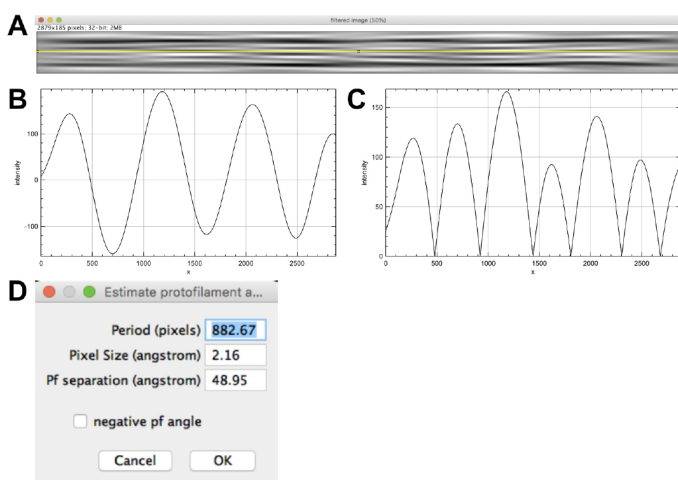 A
filtered image (50%)
2879x185 pixels; 32-bit; 2MB
B
C
100
0
-100
intensity
0
500
1000
1500
2000
2500
x
150
100
50
0
intensity
0
500
1000
1500
2000
2500
x
D
Estimate protofilament a...
Period (pixels) 882.67
Pixel Size (angstrom) 2.16
Pf separation (angstrom) 48.95
negative pf angle
Cancel OK